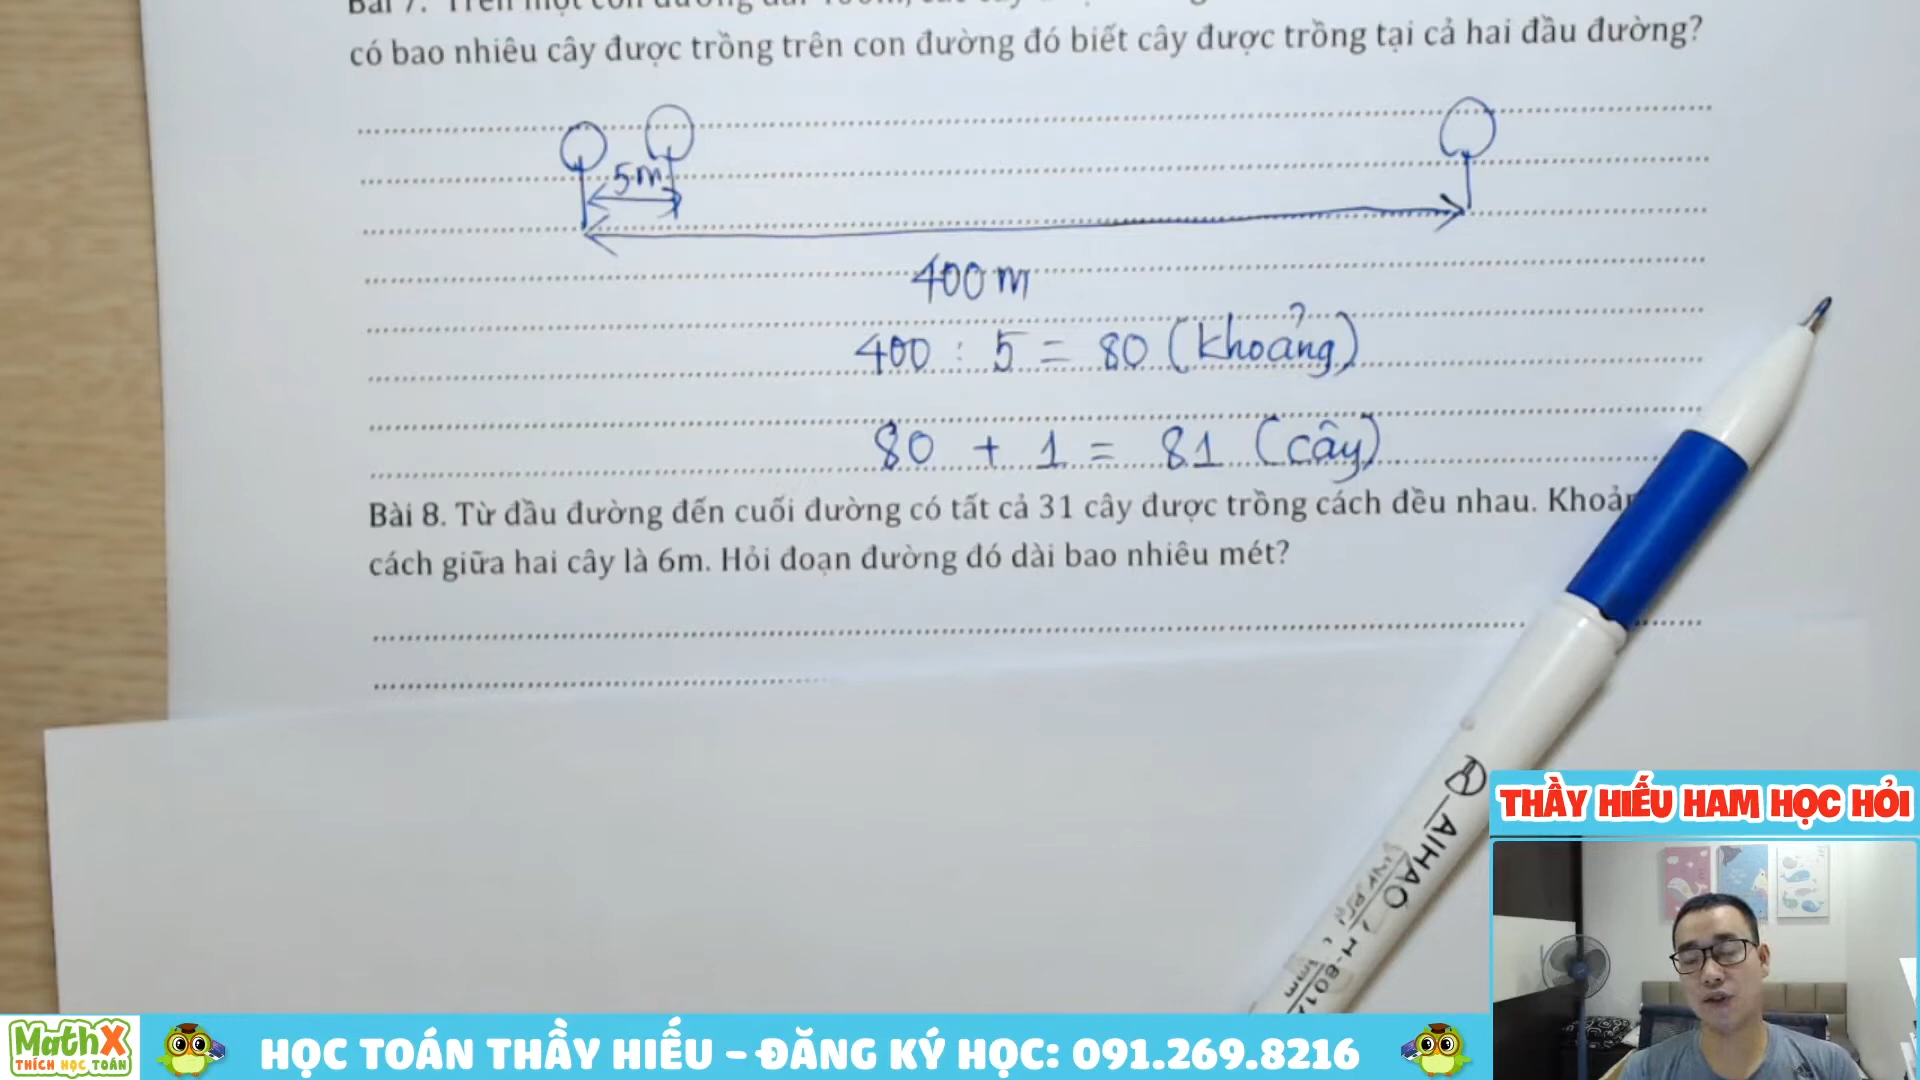 có bao nhiêu cây được trồng trên con đường đó biết cây được trồng tại cả hai đầu đường?
5m
400 m
400 : 5 = 80 (khoảng)
80 + 1 = 81 (cây)
Bài 8. Từ đầu đường đến cuối đường có tất cả 31 cây được trồng cách đều nhau.
cách giữa hai cây là 6m. Hỏi đoạn đường đó dài bao nhiêu mét?
AIHAO
THẦY HIẾU HAM HỌC HỎI
MathX
THÍCH HỌC TOÁN
HỌC TOÁN THẦY HIẾU - ĐĂNG KÝ HỌC: 091.269.8216